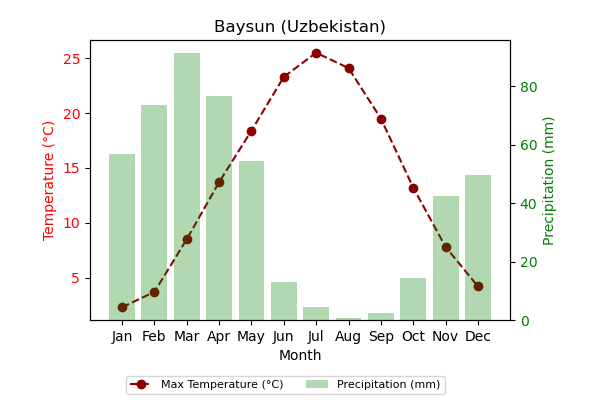 Baysun (Uzbekistan)
Temperature (°C)
25
20
15
10
5
80
60
40
20
0
Precipitation (mm)
Jan Feb Mar Apr May Jun Jul Aug Sep Oct Nov Dec
Month
Max Temperature (°C) Precipitation (mm)